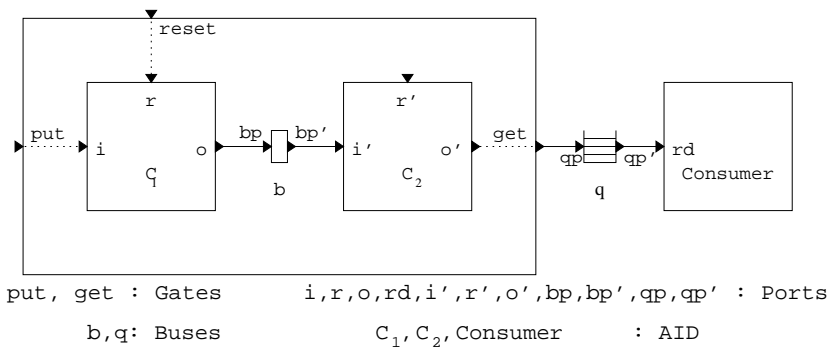 reset
r
r'
put
i
o
bp
bp'
i'
o'
get
qp
qp'
rd
C1
b
C2
q
Consumer
put, get : Gates
i,r,o,rd,i',r',o',bp,bp',qp,qp' : Ports
b,q: Buses
C1,C2,Consumer : AID